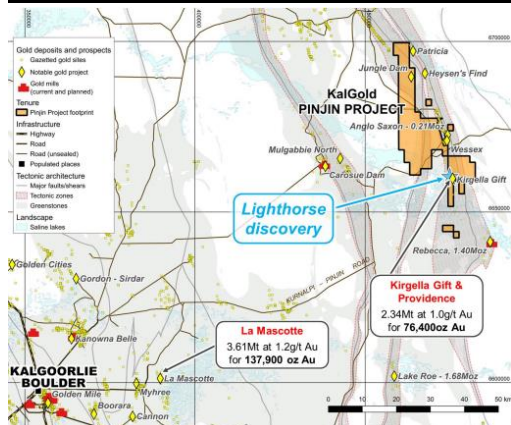 Gold deposits and prospects
Gazetted gold sites
Notable gold project
Gold mills
(current and planned)
Tenure
Pinjin Project footprint
Infrastructure
Highway
Road
Road (unsealed)
Populated places
Tectonic architecture
Major faults/shears
Tectonic zones
Greenstones
Landscape
Saline lakes
400000
6700000
Patricia
Jungle Dam
Heysen's Find
KalGold
PINJIN PROJECT
Anglo Saxon - 0.21Moz
Wessex
Mulgabbie North
Carosue Dam
Kirgella Gift
Lighthorse
discovery
6650000
Rebecca, 1.40Moz
Golden Cities
Gordon - Sirdar
KURNALPI - PINJIN ROAD
Kirgella Gift &
Providence
2.34Mt at 1.0g/t Au
for 76,400oz Au
Kanowna Belle
La Mascotte
3.61Mt at 1.2g/t Au
for 137,900 oz Au
KALGOORLIE
BOULDER
Golden Mile
La Mascotte
Myhree
Boorara
Cannon
Lake Roe - 1.68Moz
6600000
0 10 20 30 40 50 km